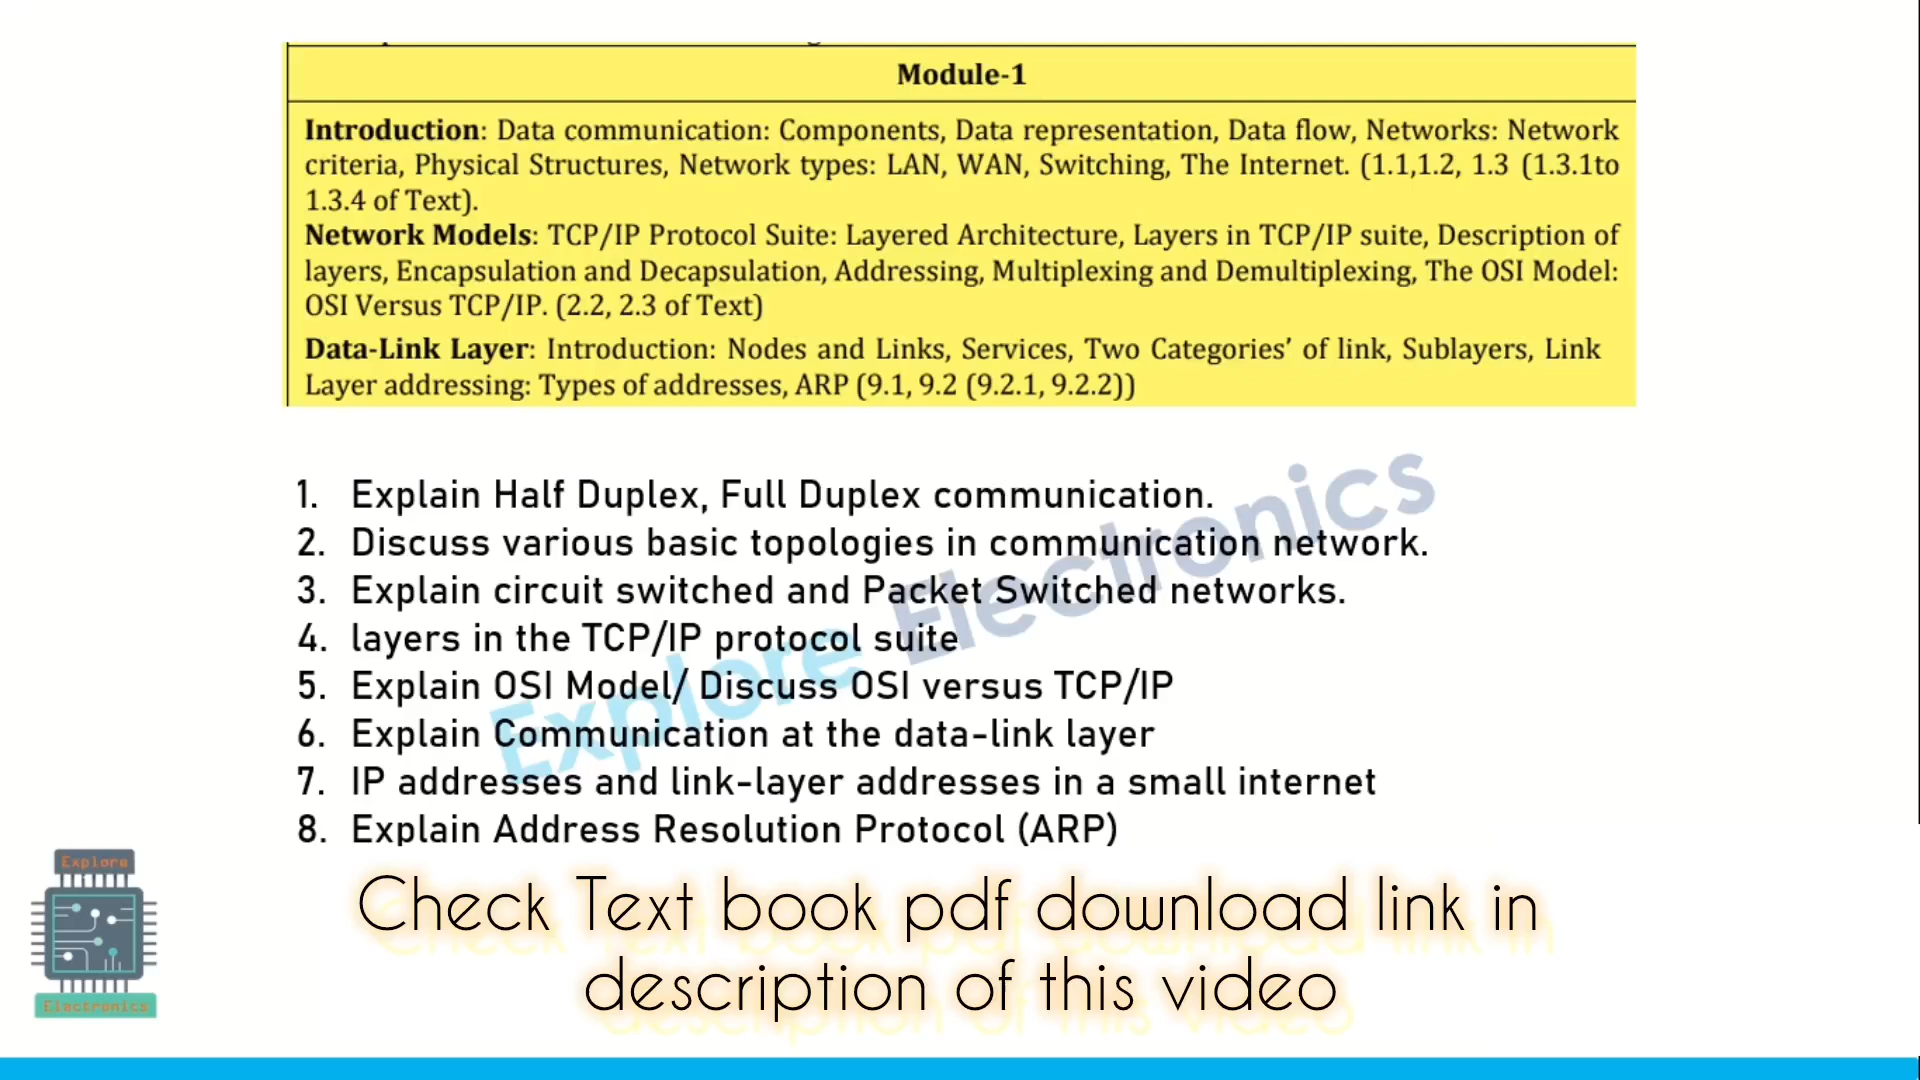 Module-1
Introduction: Data communication: Components, Data representation, Data flow, Networks: Network
criteria, Physical Structures, Network types: LAN, WAN, Switching, The Internet. (1.1,1.2, 1.3 (1.3.1to
1.3.4 of Text).
Network Models: TCP/IP Protocol Suite: Layered Architecture, Layers in TCP/IP suite, Description of
layers, Encapsulation and Decapsulation, Addressing, Multiplexing and Demultiplexing, The OSI Model:
OSI Versus TCP/IP. (2.2, 2.3 of Text)
Data-Link Layer: Introduction: Nodes and Links, Services, Two Categories’ of link, Sublayers, Link
Layer addressing: Types of addresses, ARP (9.1, 9.2 (9.2.1, 9.2.2))
1. Explain Half Duplex, Full Duplex communication.
2. Discuss various basic topologies in communication network.
3. Explain circuit switched and Packet Switched networks.
4. layers in the TCP/IP protocol suite
5. Explain OSI Model/ Discuss OSI versus TCP/IP
6. Explain Communication at the data-link layer
7. IP addresses and link-layer addresses in a small internet
8. Explain Address Resolution Protocol (ARP)
Explore Electronics
Check Text book pdf download link in
description of this video
Explore
Electronics